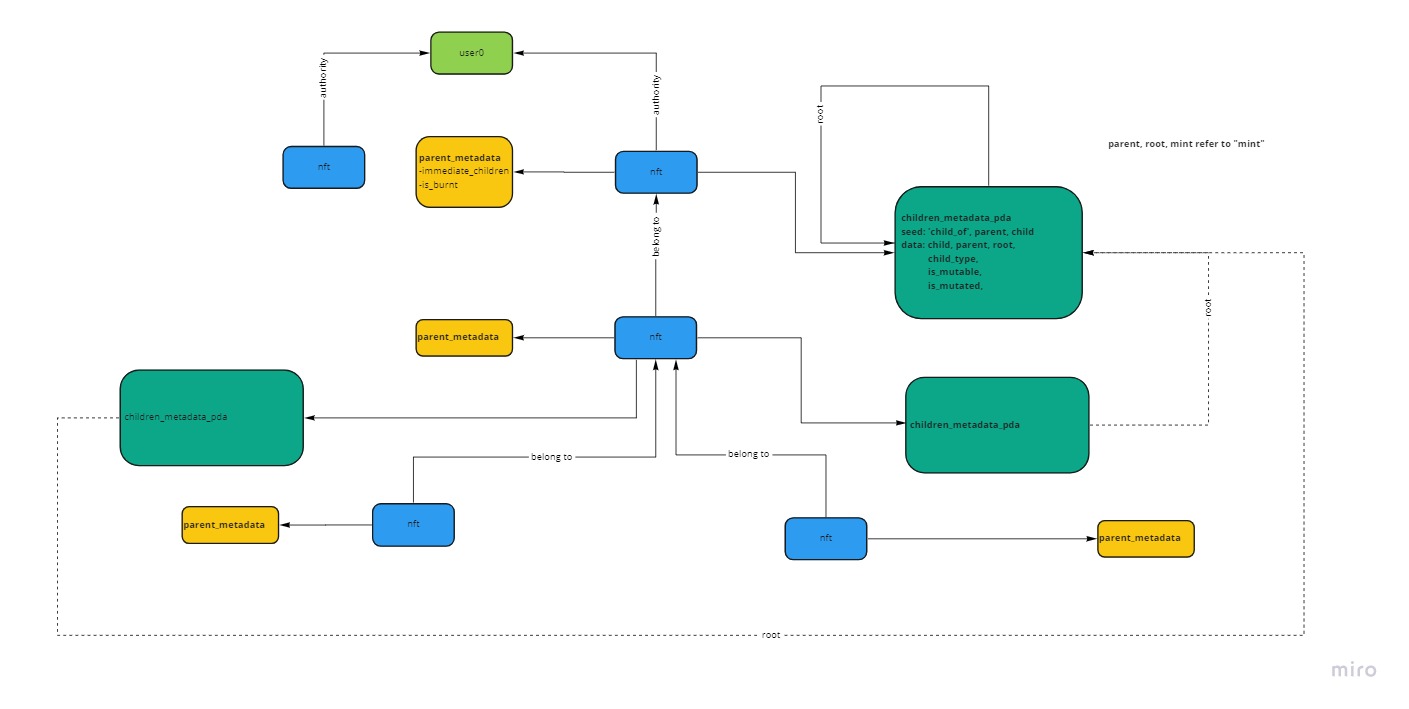 user0
authority
authority
root
nft
parent_metadata
-immediate_children
-is_burnt
nft
parent, root, mint refer to "mint"
children_metadata_pda
seed: 'child_of', parent, child
data: child, parent, root,
child_type,
is_mutable,
is_mutated,
belong to
root
parent_metadata
nft
children_metadata_pda
children_metadata_pda
belong to
belong to
parent_metadata
nft
nft
parent_metadata
root
miro